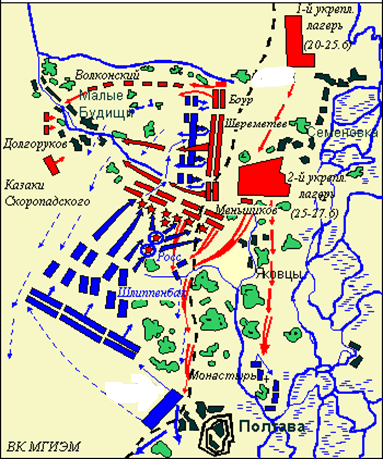 1-й укрепл.
лагерь
(20-25.6)
Волконский
Малые
Будищи
Боур
Шереметев
Семеновка
Долгоруков
2-й укрепл.
лагерь
(25-27.6)
Казаки
Скоропадского
Меньшиков
Росс
Яковцы
Шлиппенба
Монастырь
Полтава
ВК МГИЭМ